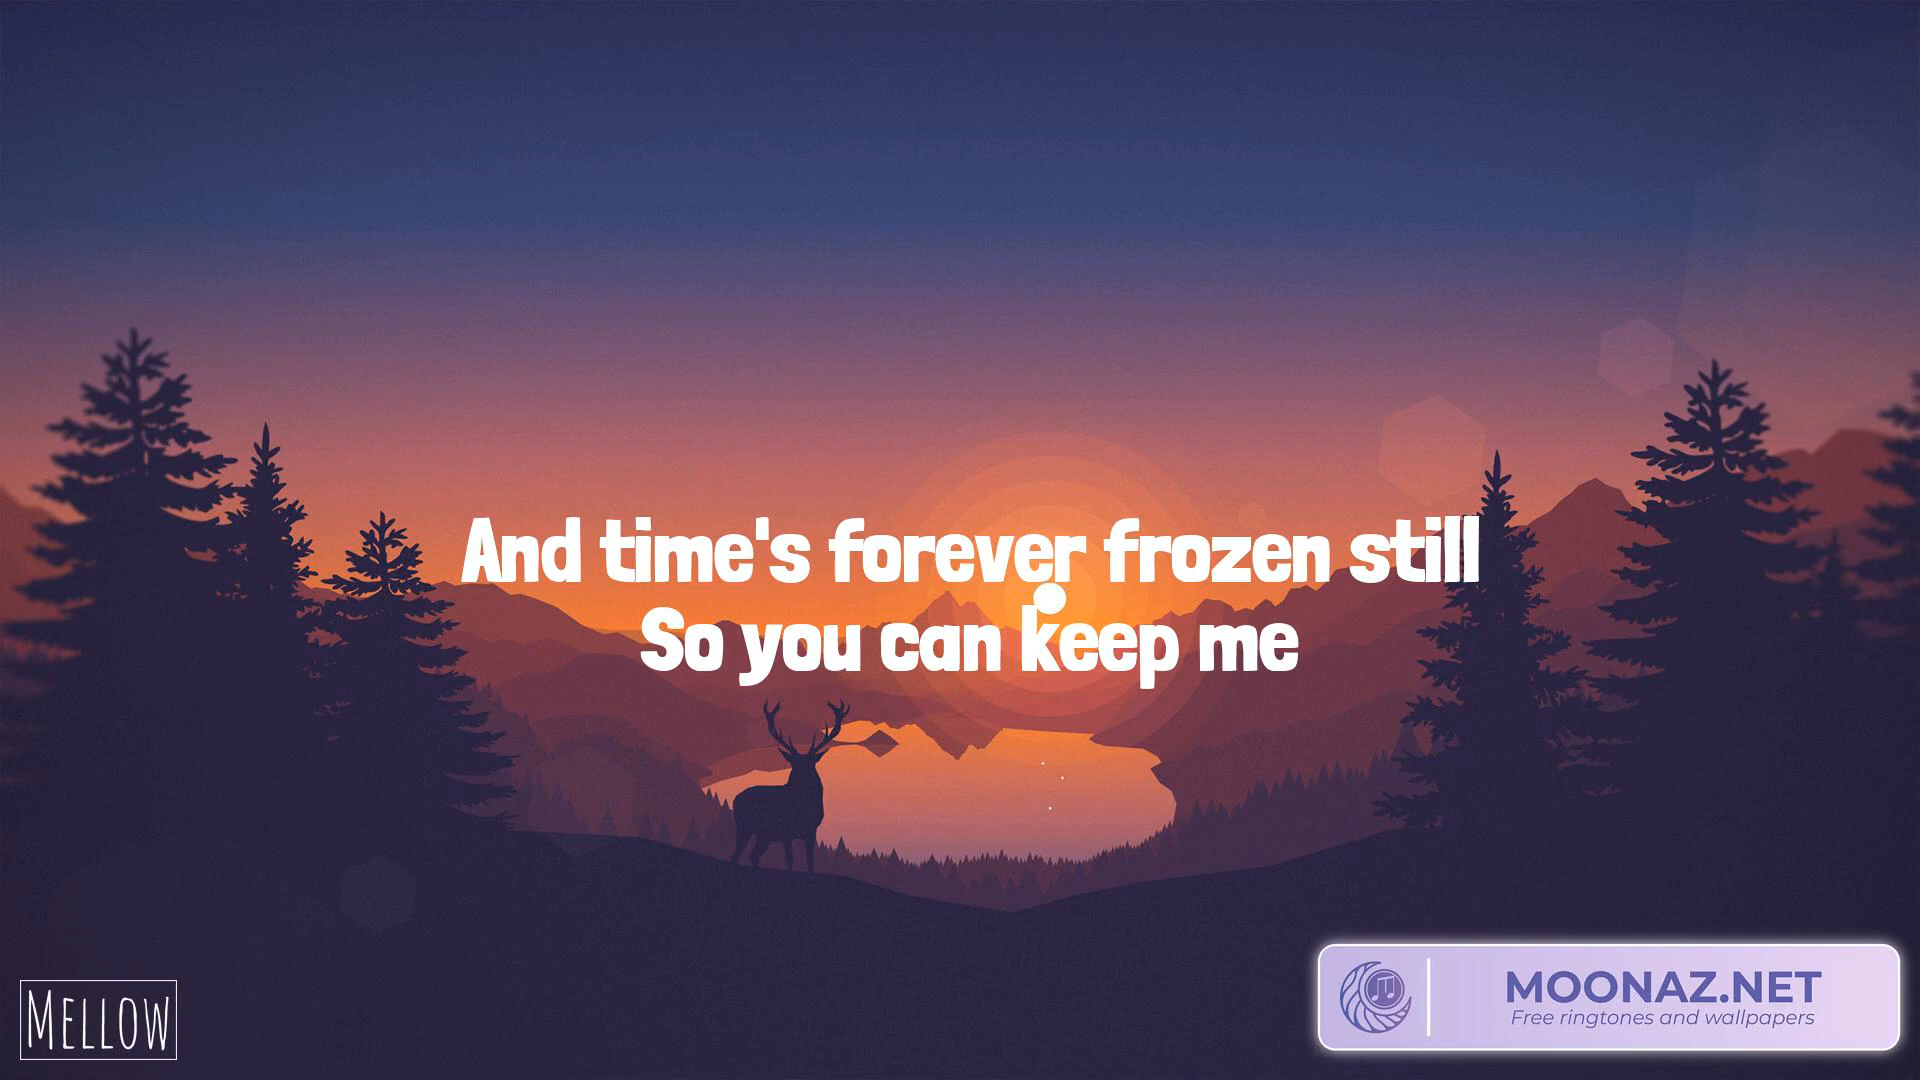 And time's forever frozen still
So you can keep me
MELLOW
MOONAZ.NET
Free ringtones and wallpapers